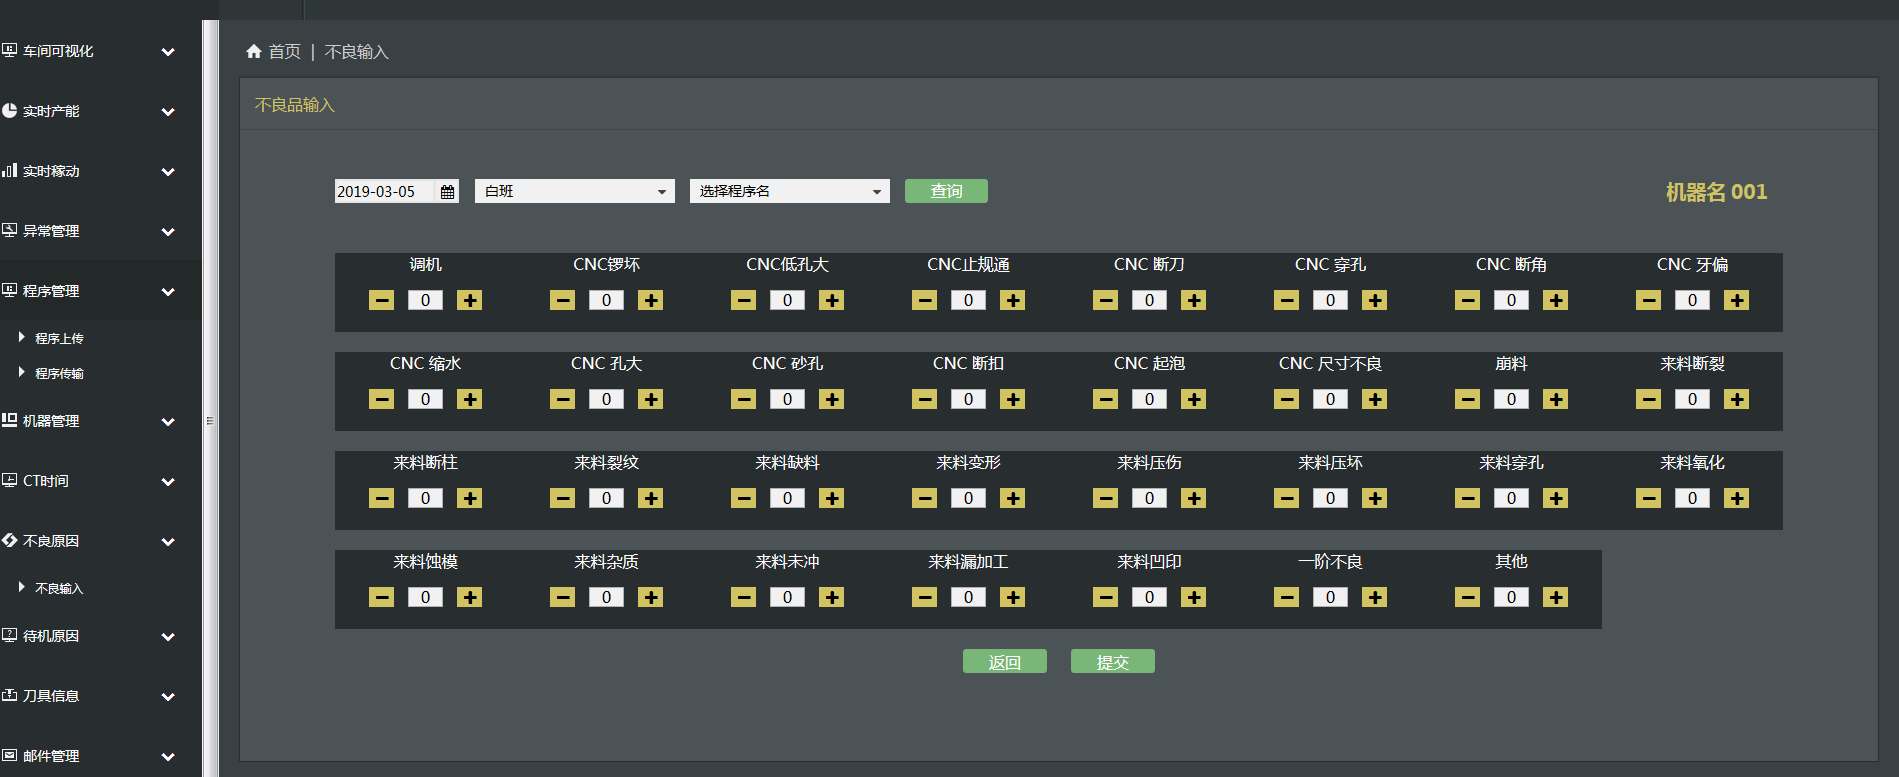 首页 | 不良输入
车间可视化
实时产能
实时稼动
异常管理
程序管理
程序上传
程序传输
机器管理
CT时间
不良原因
不良输入
待机原因
刀具信息
邮件管理
不良品输入
2019-03-05 白班 选择程序名 查询 机器名 001
调机 CNC锣坏 CNC低孔大 CNC止规通 CNC 断刀 CNC 穿孔 CNC 断角 CNC 牙偏
0 0 0 0 0 0 0 0
CNC 缩水 CNC 孔大 CNC 砂孔 CNC 断扣 CNC 起泡 CNC 尺寸不良 崩料 来料断裂
0 0 0 0 0 0 0 0
来料断柱 来料裂纹 来料缺料 来料变形 来料压伤 来料压坏 来料穿孔 来料氧化
0 0 0 0 0 0 0 0
来料蚀模 来料杂质 来料未冲 来料漏加工 来料凹印 一阶不良 其他
0 0 0 0 0 0 0
返回 提交